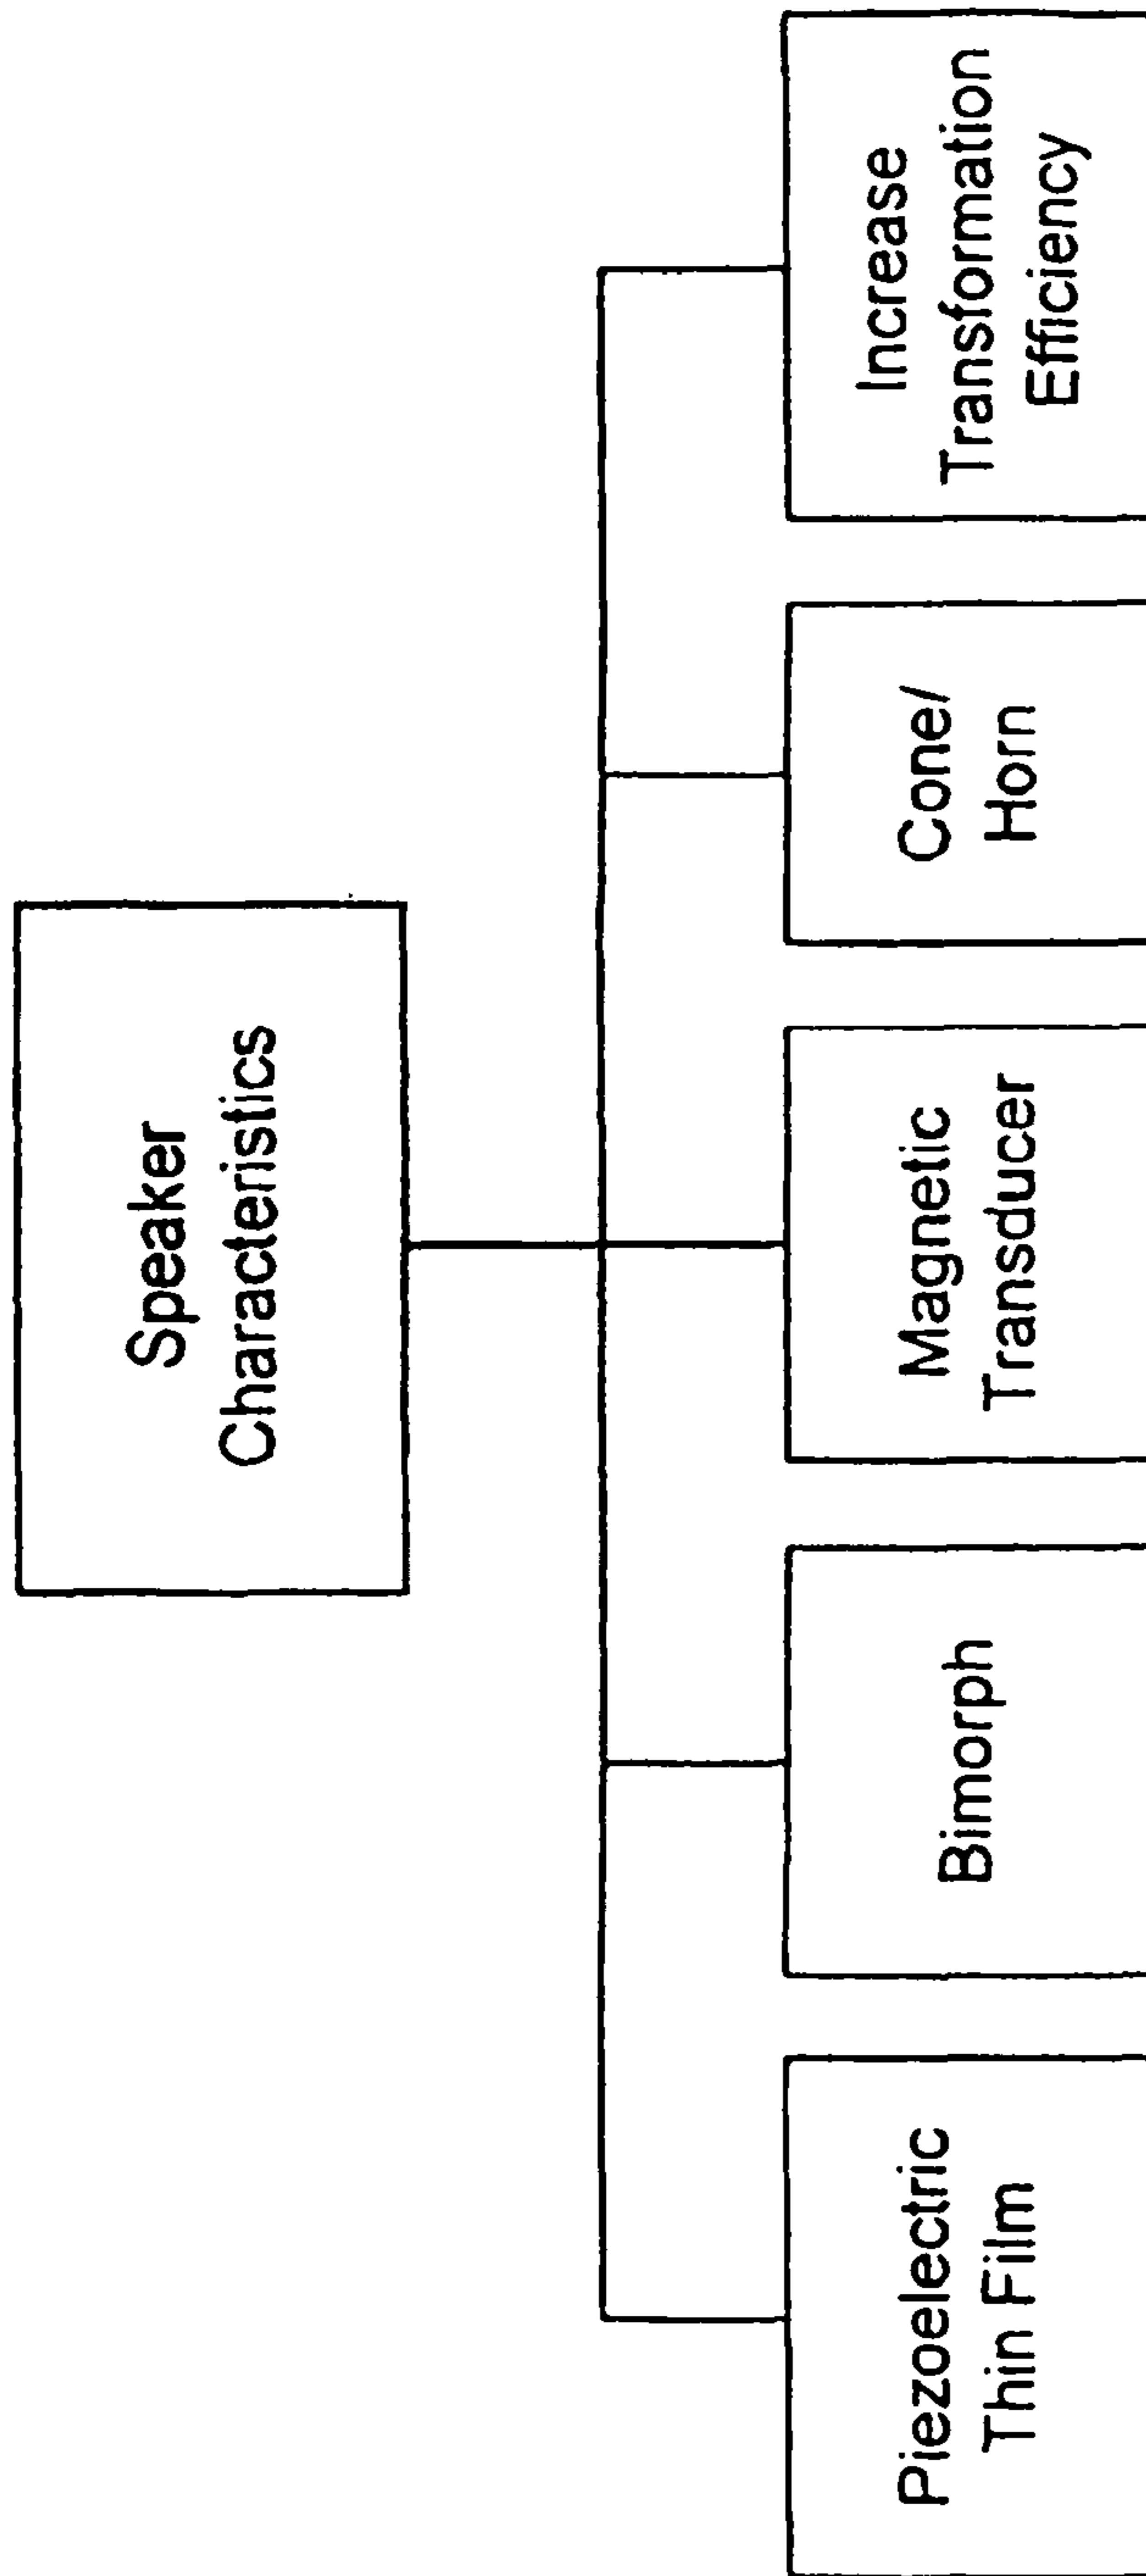 Speaker
Characteristics
Piezoelectric
Thin Film
Bimorph
Magnetic
Transducer
Cone/
Horn
Increase
Transformation
Efficiency